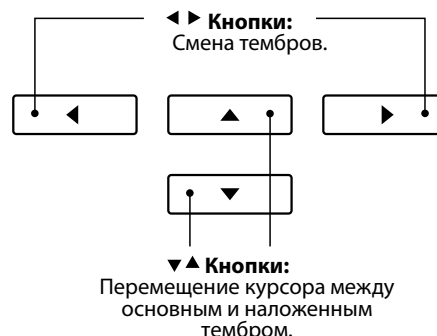 ◀ ▶ Кнопки:
Смена тембров.
▼▲ Кнопки:
Перемещение курсора между
основным и наложенным
тембром.